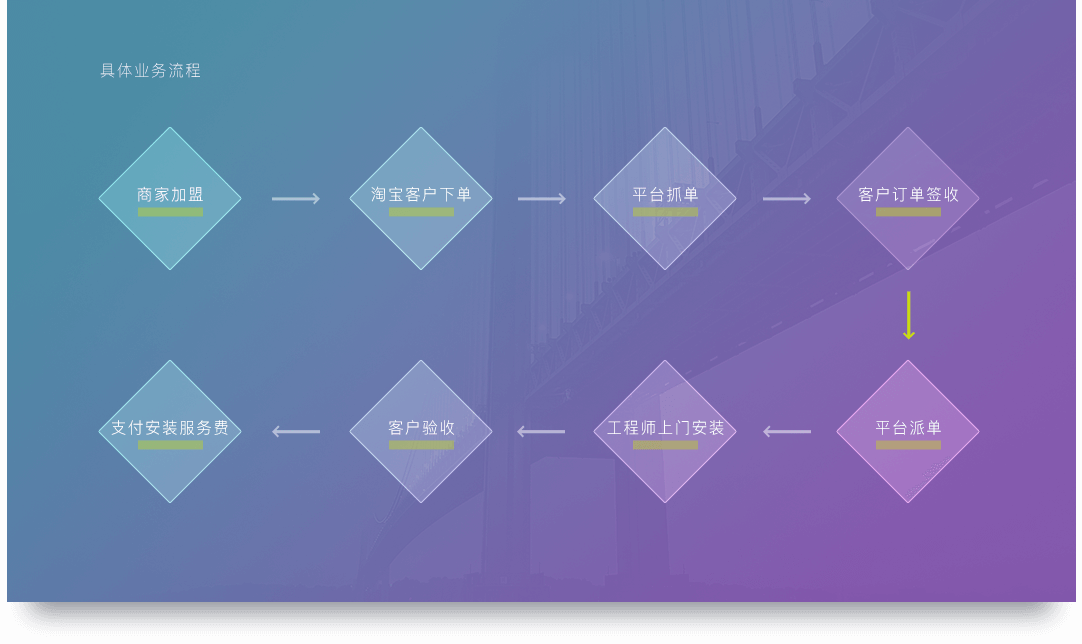 具体业务流程
商家加盟
淘宝客户下单
平台抓单
客户订单签收
平台派单
工程师上门安装
客户验收
支付安装服务费